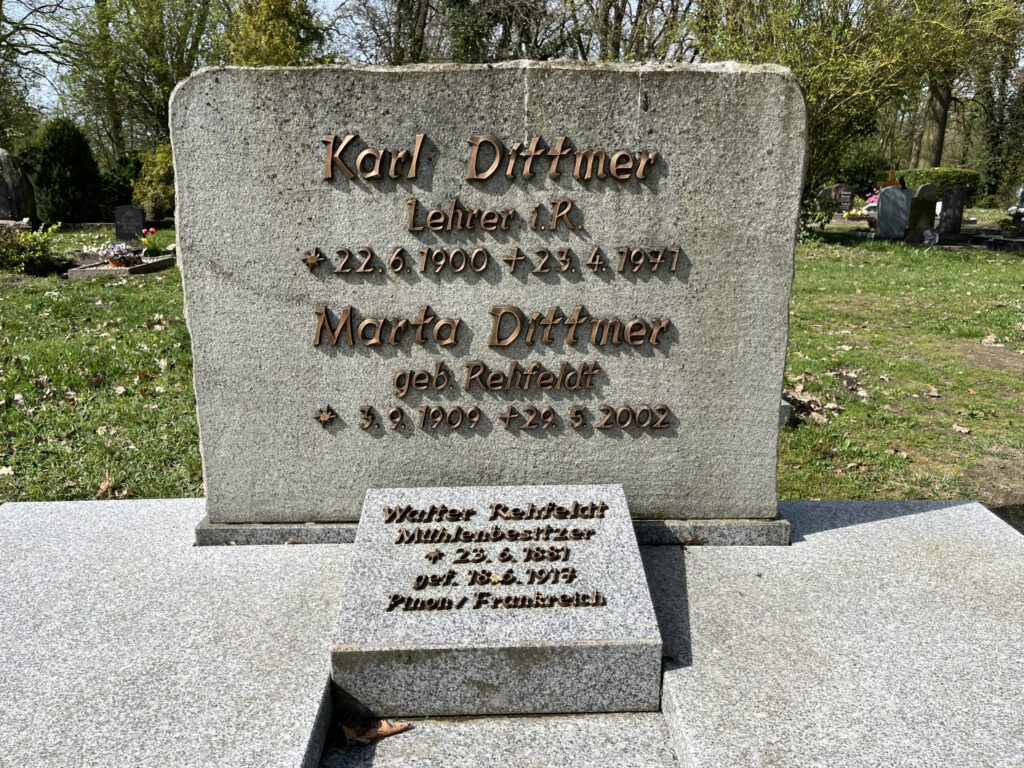 Karl Dittmer
Lehrer i.R.
* 22.6.1900 +23.4.1971
Marta Dittmer
geb. Rehfeldt
* 3.9.1909 +29.5.2002
Walter Rehfeldt
Mühlenbesitzer
* 23.6.1881
gef. 18.6.1917
Pinon/Frankreich